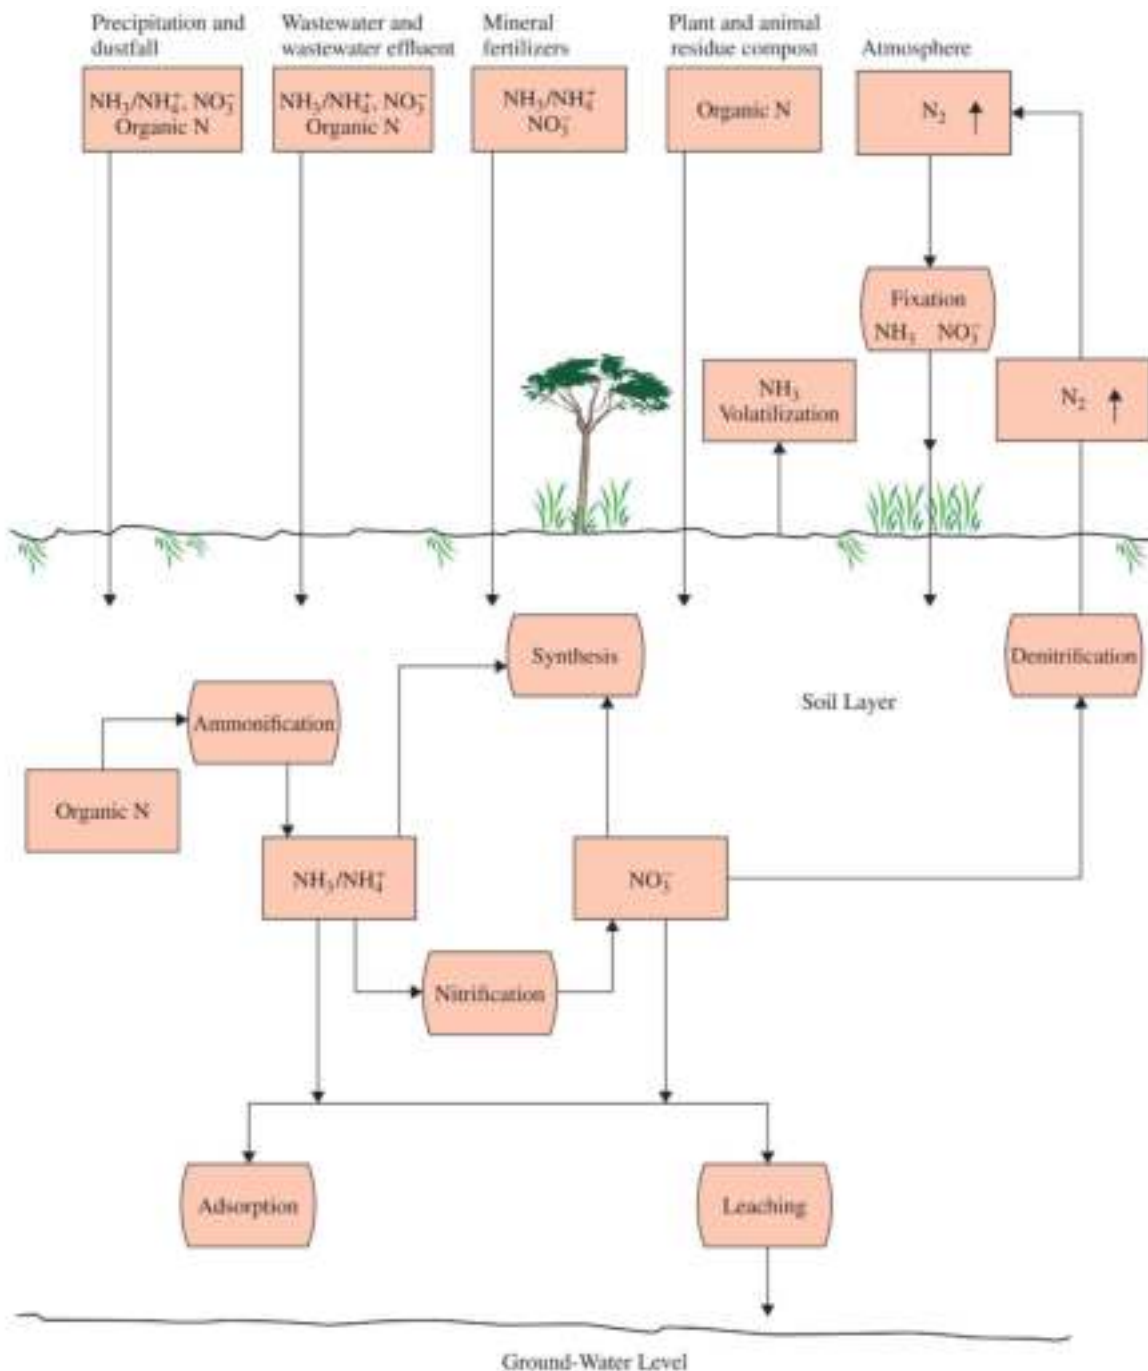 Precipitation and
dustfall
Wastewater and
wastewater effluent
Mineral
fertilizers
Plant and animal
residue compost
Atmosphere
NH₃/NH₄⁺, NO₃⁻
Organic N
NH₃/NH₄⁺, NO₃⁻
Organic N
NH₃/NH₄⁺
NO₃⁻
Organic N
N₂ ↑
Fixation
NH₃ NO₃⁻
NH₃
Volatilization
N₂ ↑
Synthesis
Denitrification
Soil Layer
Ammonification
Organic N
NH₃/NH₄⁺
NO₃⁻
Nitrification
Adsorption
Leaching
Ground-Water Level